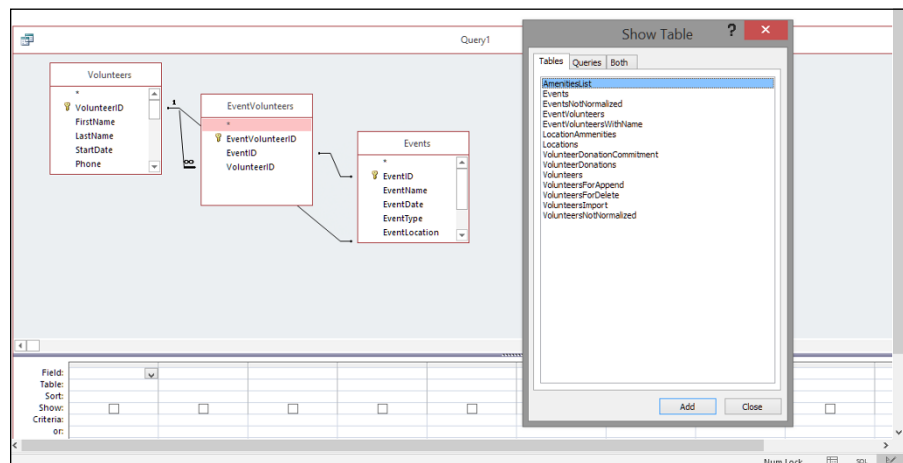 Query1
Volunteers
*
VolunteerID
FirstName
LastName
StartDate
Phone
1
∞
EventVolunteers
*
EventVolunteerID
EventID
VolunteerID
Events
*
EventID
EventName
EventDate
EventType
EventLocation
Show Table ? ×
Tables Queries Both
AmenitiesList
Events
EventsNotNormalized
EventVolunteers
EventVolunteersWithName
LocationAmmenities
Locations
VolunteerDonationCommitment
VolunteerDonations
Volunteers
VolunteersForAppend
VolunteersForDelete
VolunteersImport
VolunteersNotNormalized
Add Close
Field:
Table:
Sort:
Show:
Criteria:
or:
Num Lock SQL